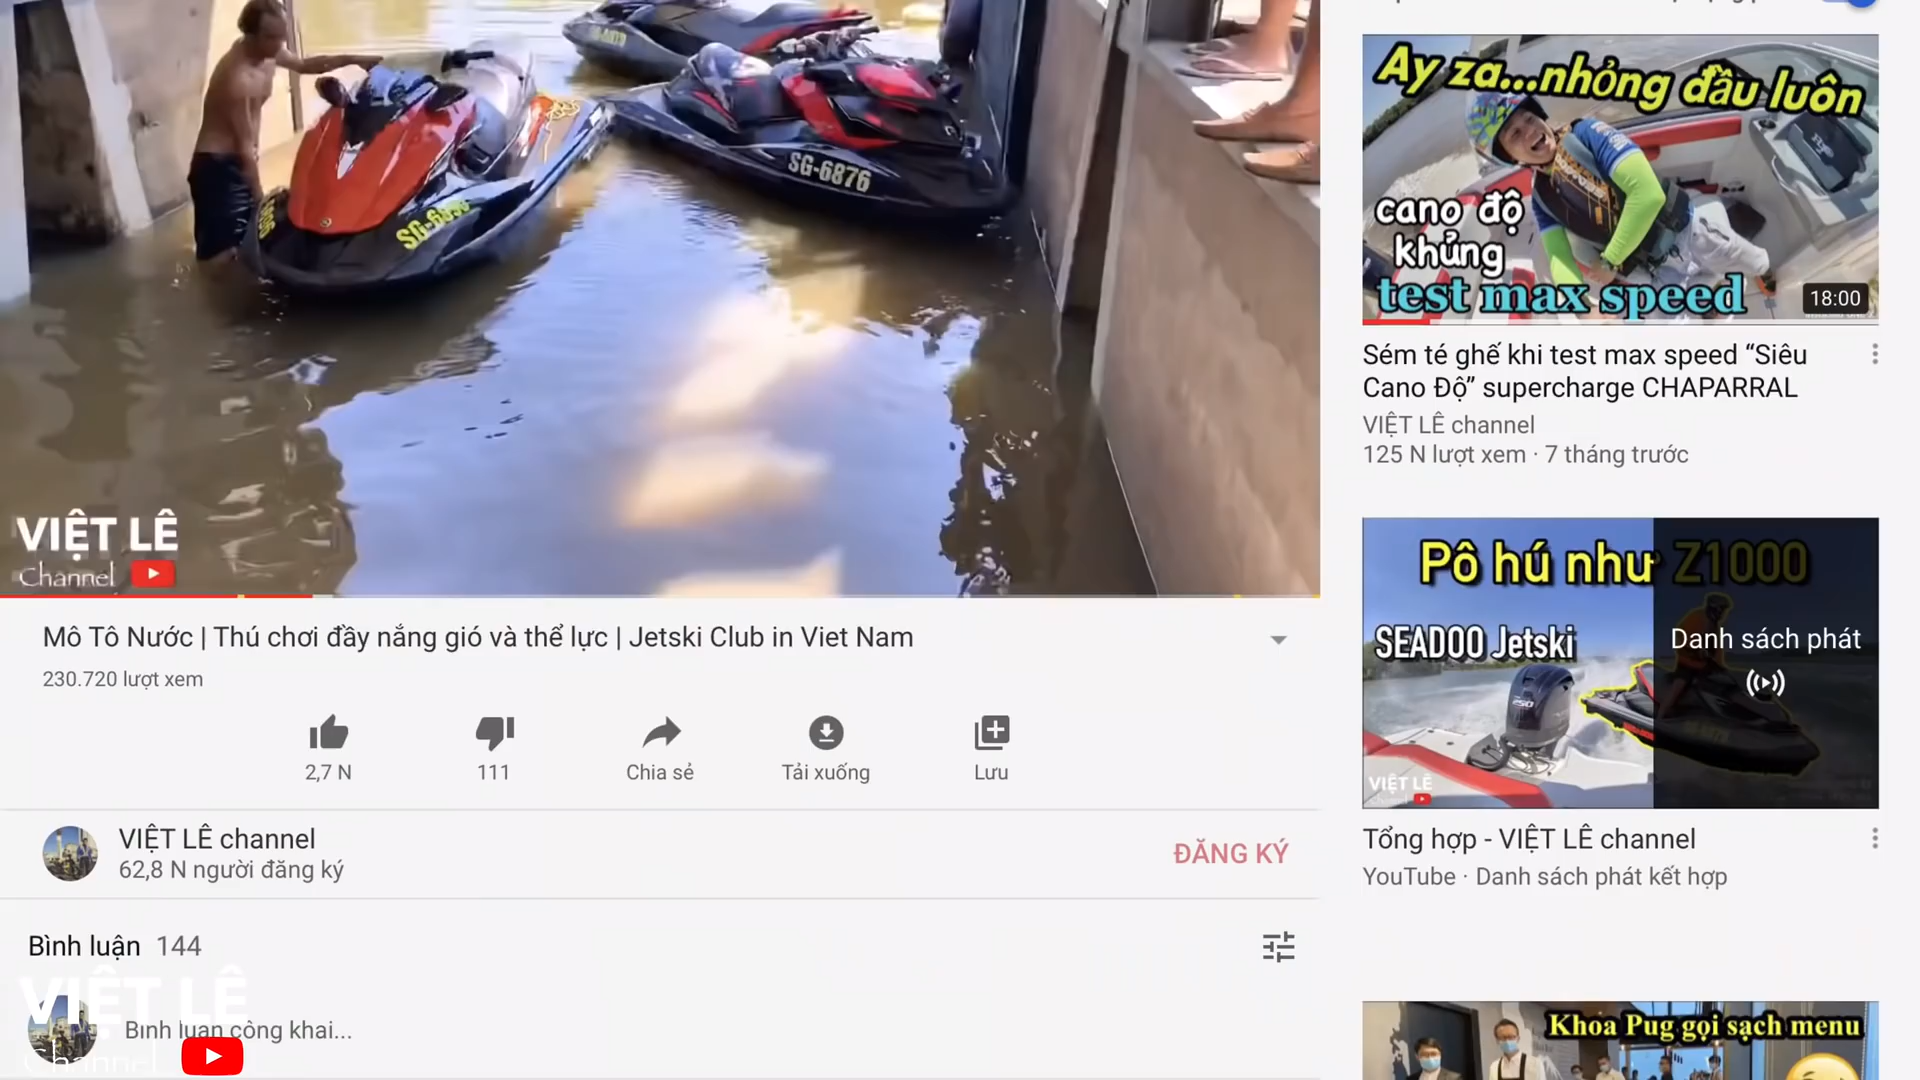 SG-6876
VIỆT LÊ
Channel
Mô Tô Nước | Thú chơi đầy nắng gió và thể lực | Jetski Club in Viet Nam
230.720 lượt xem
2,7 N
111
Chia sẻ
Tải xuống
Lưu
VIỆT LÊ channel
62,8 N người đăng ký
ĐĂNG KÝ
Bình luận 144
VIỆT LÊ
Bình luận công khai...
Channel
Ay za...nhỏng đầu luôn
cano độ
khủng
test max speed
18:00
Sém té ghế khi test max speed “Siêu
Cano Độ” supercharge CHAPARRAL
VIỆT LÊ channel
125 N lượt xem · 7 tháng trước
Pô hú như Z1000
SEADOO Jetski
Danh sách phát
250
VIỆT LÊ
Channel
Tổng hợp - VIỆT LÊ channel
YouTube · Danh sách phát kết hợp
Khoa Pug gọi sạch menu